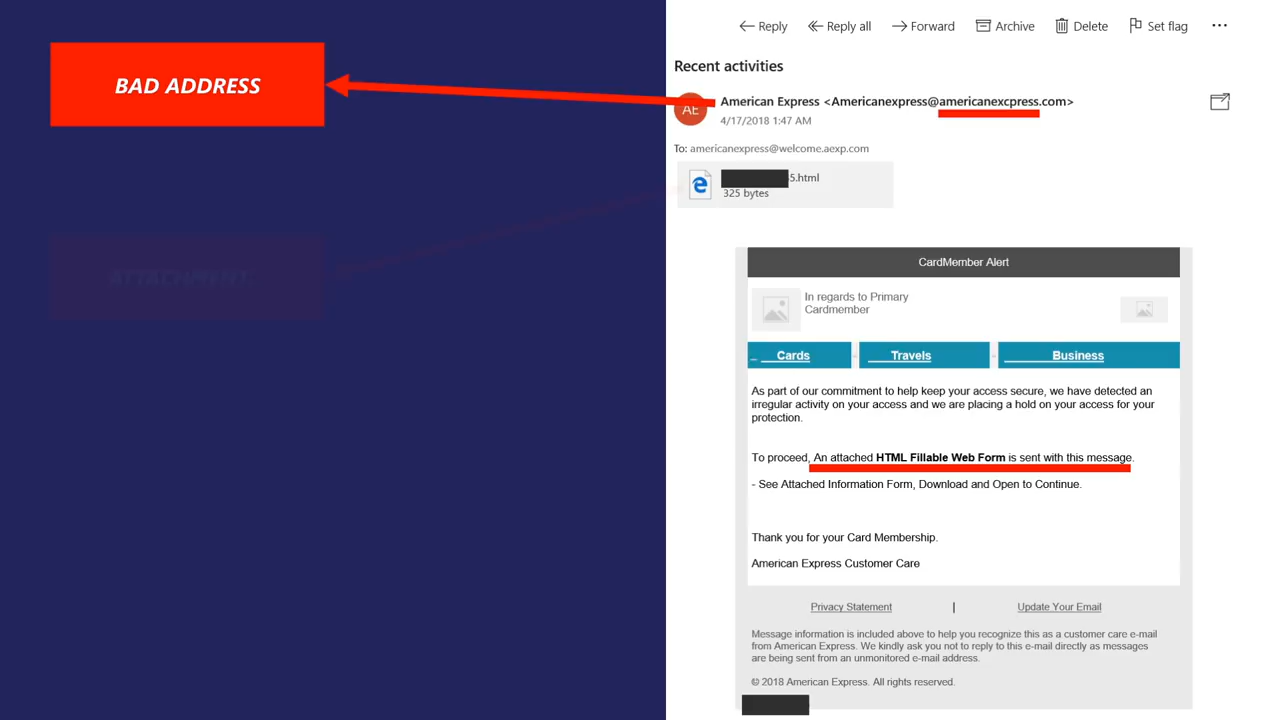 Reply
Reply all
Forward
Archive
Delete
Set flag
Recent activities
BAD ADDRESS
AE
American Express <Americanexpress@americanexcpress.com>
4/17/2018 1:47 AM
To: americanexpress@welcome.aexp.com
5.html
325 bytes
ATTACHMENT
CardMember Alert
In regards to Primary
Cardmember
Cards
Travels
Business
As part of our commitment to help keep your access secure, we have detected an
irregular activity on your access and we are placing a hold on your access for your
protection.
To proceed, An attached HTML Fillable Web Form is sent with this message.
- See Attached Information Form, Download and Open to Continue.
Thank you for your Card Membership.
American Express Customer Care
Privacy Statement | Update Your Email
Message information is included above to help you recognize this as a customer care e-mail
from American Express. We kindly ask you not to reply to this e-mail directly as messages
are being sent from an unmonitored e-mail address.
© 2018 American Express. All rights reserved.